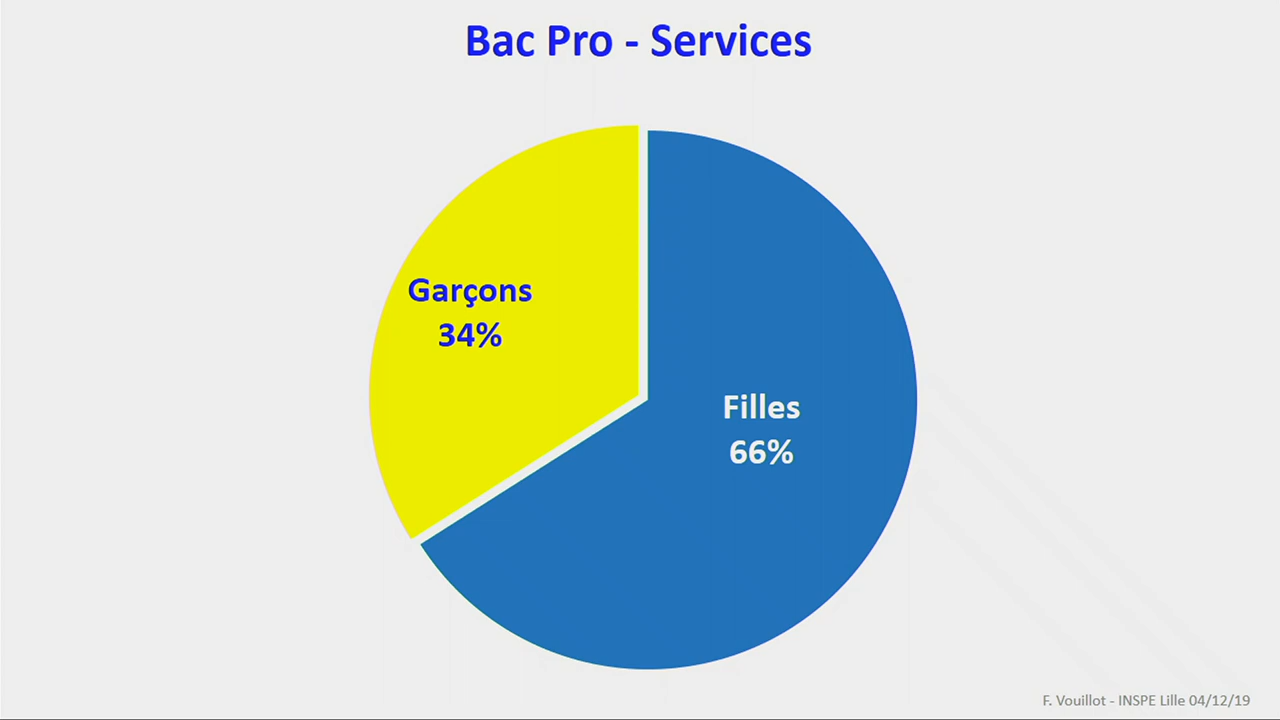 Bac Pro - Services
Garçons
34%
Filles
66%
F. Vouillot - INSPE Lille 04/12/19